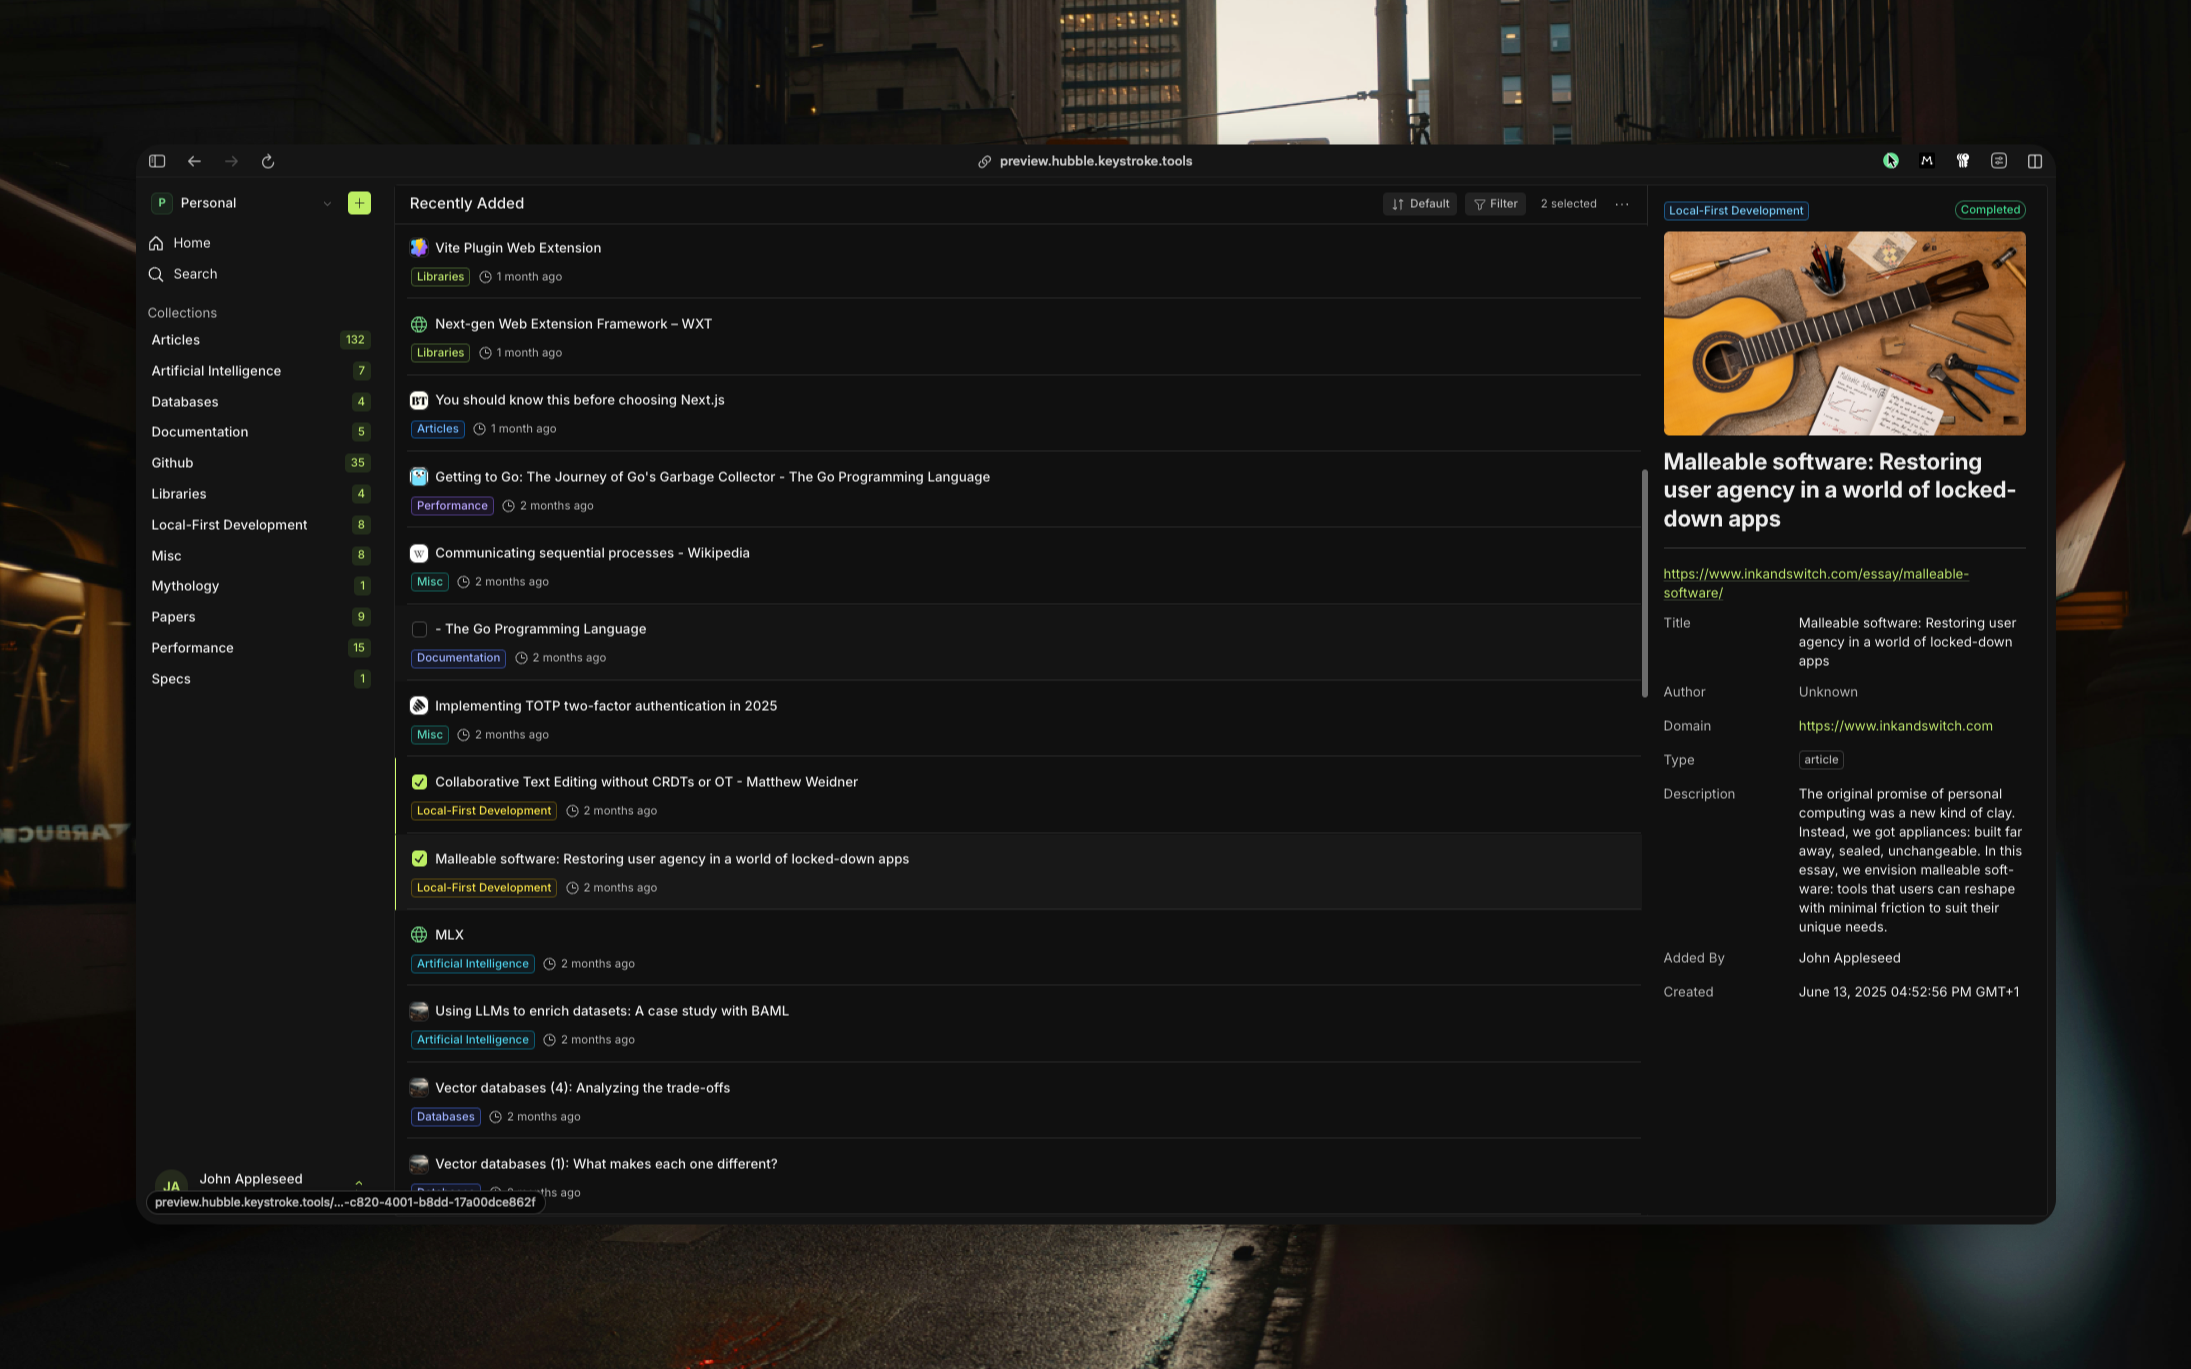 preview.hubble.keystroke.tools
M
P Personal
Home
Search
Collections
Articles 132
Artificial Intelligence 7
Databases 4
Documentation 5
Github 35
Libraries 4
Local-First Development 8
Misc 8
Mythology 1
Papers 9
Performance 15
Specs 1
JA John Appleseed
preview.hubble.keystroke.tools/...-c820-4001-b8dd-17a00dce862f
Recently Added
Default
Filter
2 selected
Vite Plugin Web Extension
Libraries 1 month ago
Next-gen Web Extension Framework – WXT
Libraries 1 month ago
BT You should know this before choosing Next.js
Articles 1 month ago
Getting to Go: The Journey of Go's Garbage Collector - The Go Programming Language
Performance 2 months ago
W Communicating sequential processes - Wikipedia
Misc 2 months ago
- The Go Programming Language
Documentation 2 months ago
Implementing TOTP two-factor authentication in 2025
Misc 2 months ago
Collaborative Text Editing without CRDTs or OT - Matthew Weidner
Local-First Development 2 months ago
Malleable software: Restoring user agency in a world of locked-down apps
Local-First Development 2 months ago
MLX
Artificial Intelligence 2 months ago
Using LLMs to enrich datasets: A case study with BAML
Artificial Intelligence 2 months ago
Vector databases (4): Analyzing the trade-offs
Databases 2 months ago
Vector databases (1): What makes each one different?
Local-First Development
Completed
Malleable software: Restoring
user agency in a world of locked-
down apps
https://www.inkandswitch.com/essay/malleable-
software/
Title Malleable software: Restoring user
agency in a world of locked-down
apps
Author Unknown
Domain https://www.inkandswitch.com
Type article
Description The original promise of personal
computing was a new kind of clay.
Instead, we got appliances: built far
away, sealed, unchangeable. In this
essay, we envision malleable soft-
ware: tools that users can reshape
with minimal friction to suit their
unique needs.
Added By John Appleseed
Created June 13, 2025 04:52:56 PM GMT+1